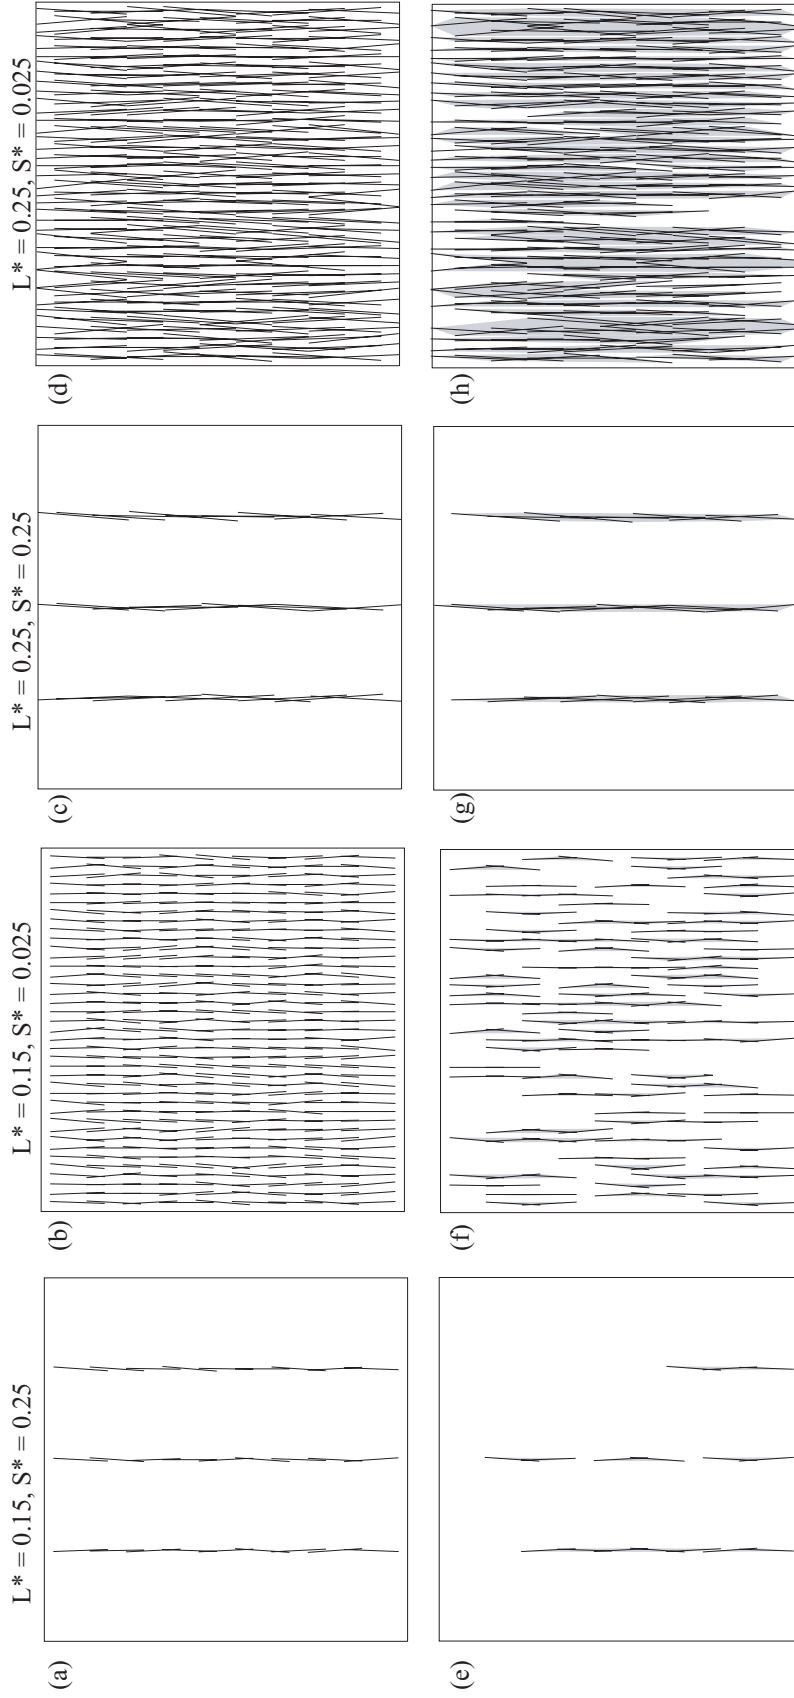 L* = 0.15, S* = 0.25
L* = 0.15, S* = 0.025
L* = 0.25, S* = 0.25
L* = 0.25, S* = 0.025
(a)
(b)
(c)
(d)
(e)
(f)
(g)
(h)